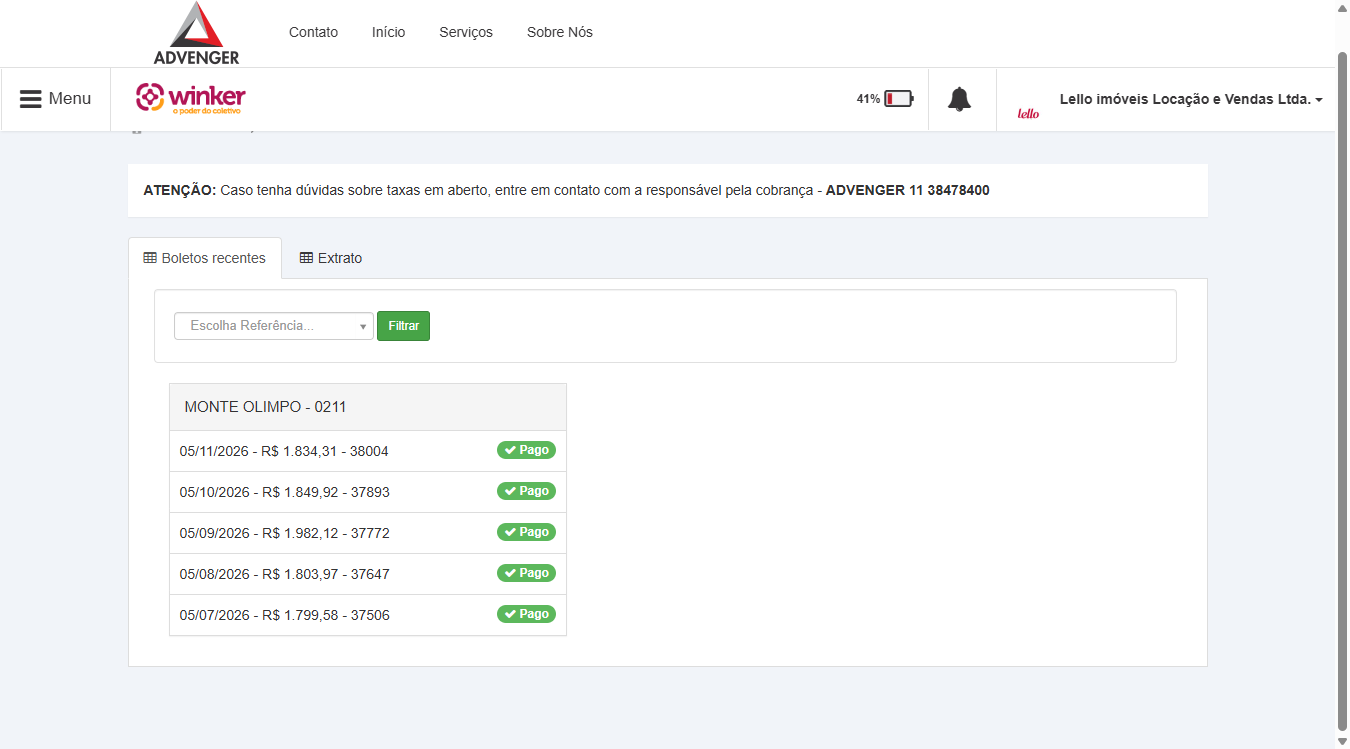 ADVENGER
Contato
Início
Serviços
Sobre Nós
Menu
winker
o poder do coletivo
41%
lello
Lello imóveis Locação e Vendas Ltda.
ATENÇÃO: Caso tenha dúvidas sobre taxas em aberto, entre em contato com a responsável pela cobrança - ADVENGER 11 38478400
Boletos recentes
Extrato
Escolha Referência...
Filtrar
MONTE OLIMPO - 0211
05/11/2026 - R$ 1.834,31 - 38004 Pago
05/10/2026 - R$ 1.849,92 - 37893 Pago
05/09/2026 - R$ 1.982,12 - 37772 Pago
05/08/2026 - R$ 1.803,97 - 37647 Pago
05/07/2026 - R$ 1.799,58 - 37506 Pago